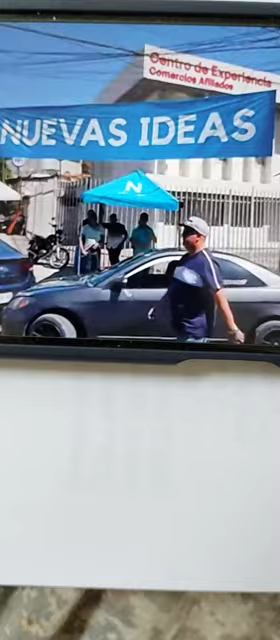 Centro de Experiencia
Comercios Afiliados
NUEVAS IDEAS
N